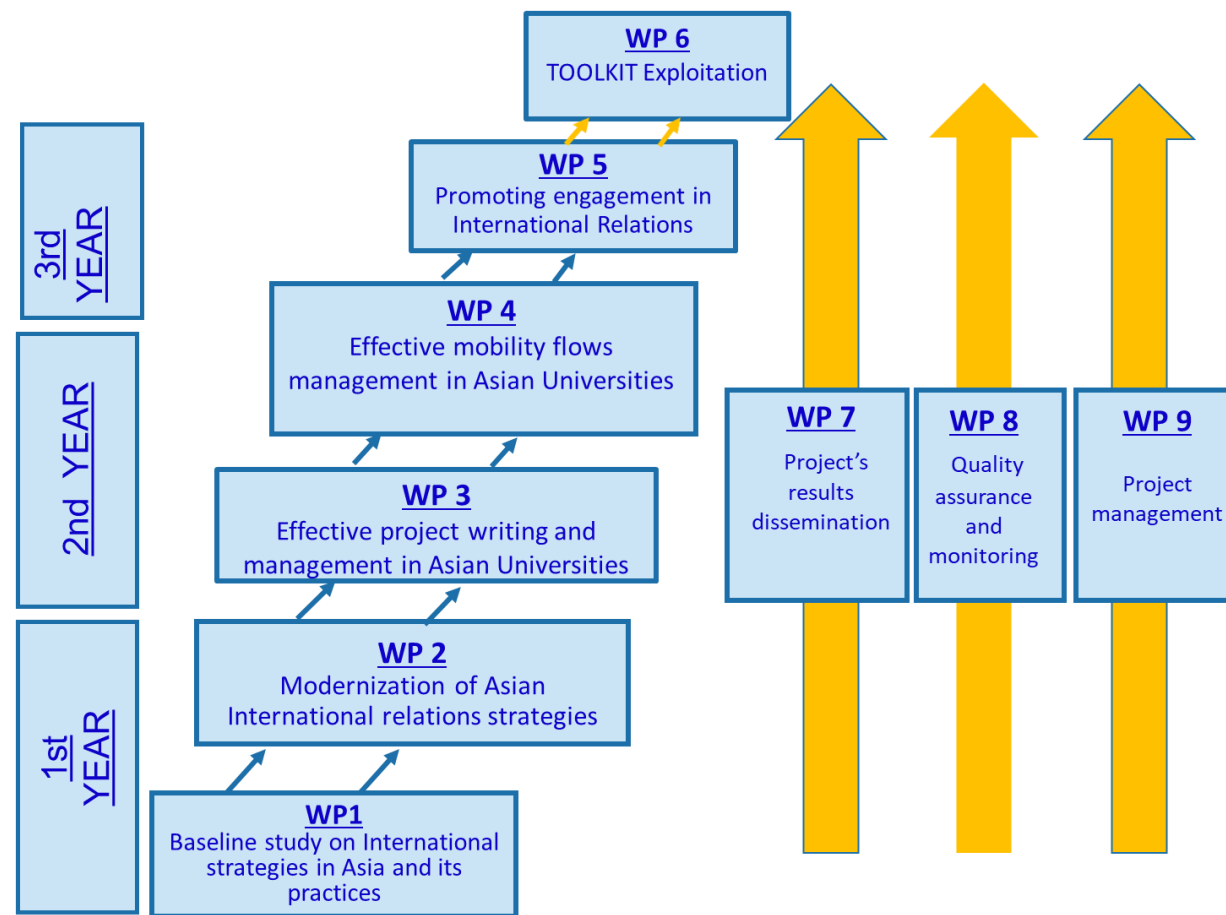 WP 6
TOOLKIT Exploitation
WP 5
Promoting engagement in
International Relations
3rd
YEAR
WP 4
Effective mobility flows
management in Asian Universities
2nd YEAR
WP 3
Effective project writing and
management in Asian Universities
WP 2
Modernization of Asian
International relations strategies
1st
YEAR
WP1
Baseline study on International
strategies in Asia and its
practices
WP 7
Project’s
results
dissemination
WP 8
Quality
assurance
and
monitoring
WP 9
Project
management